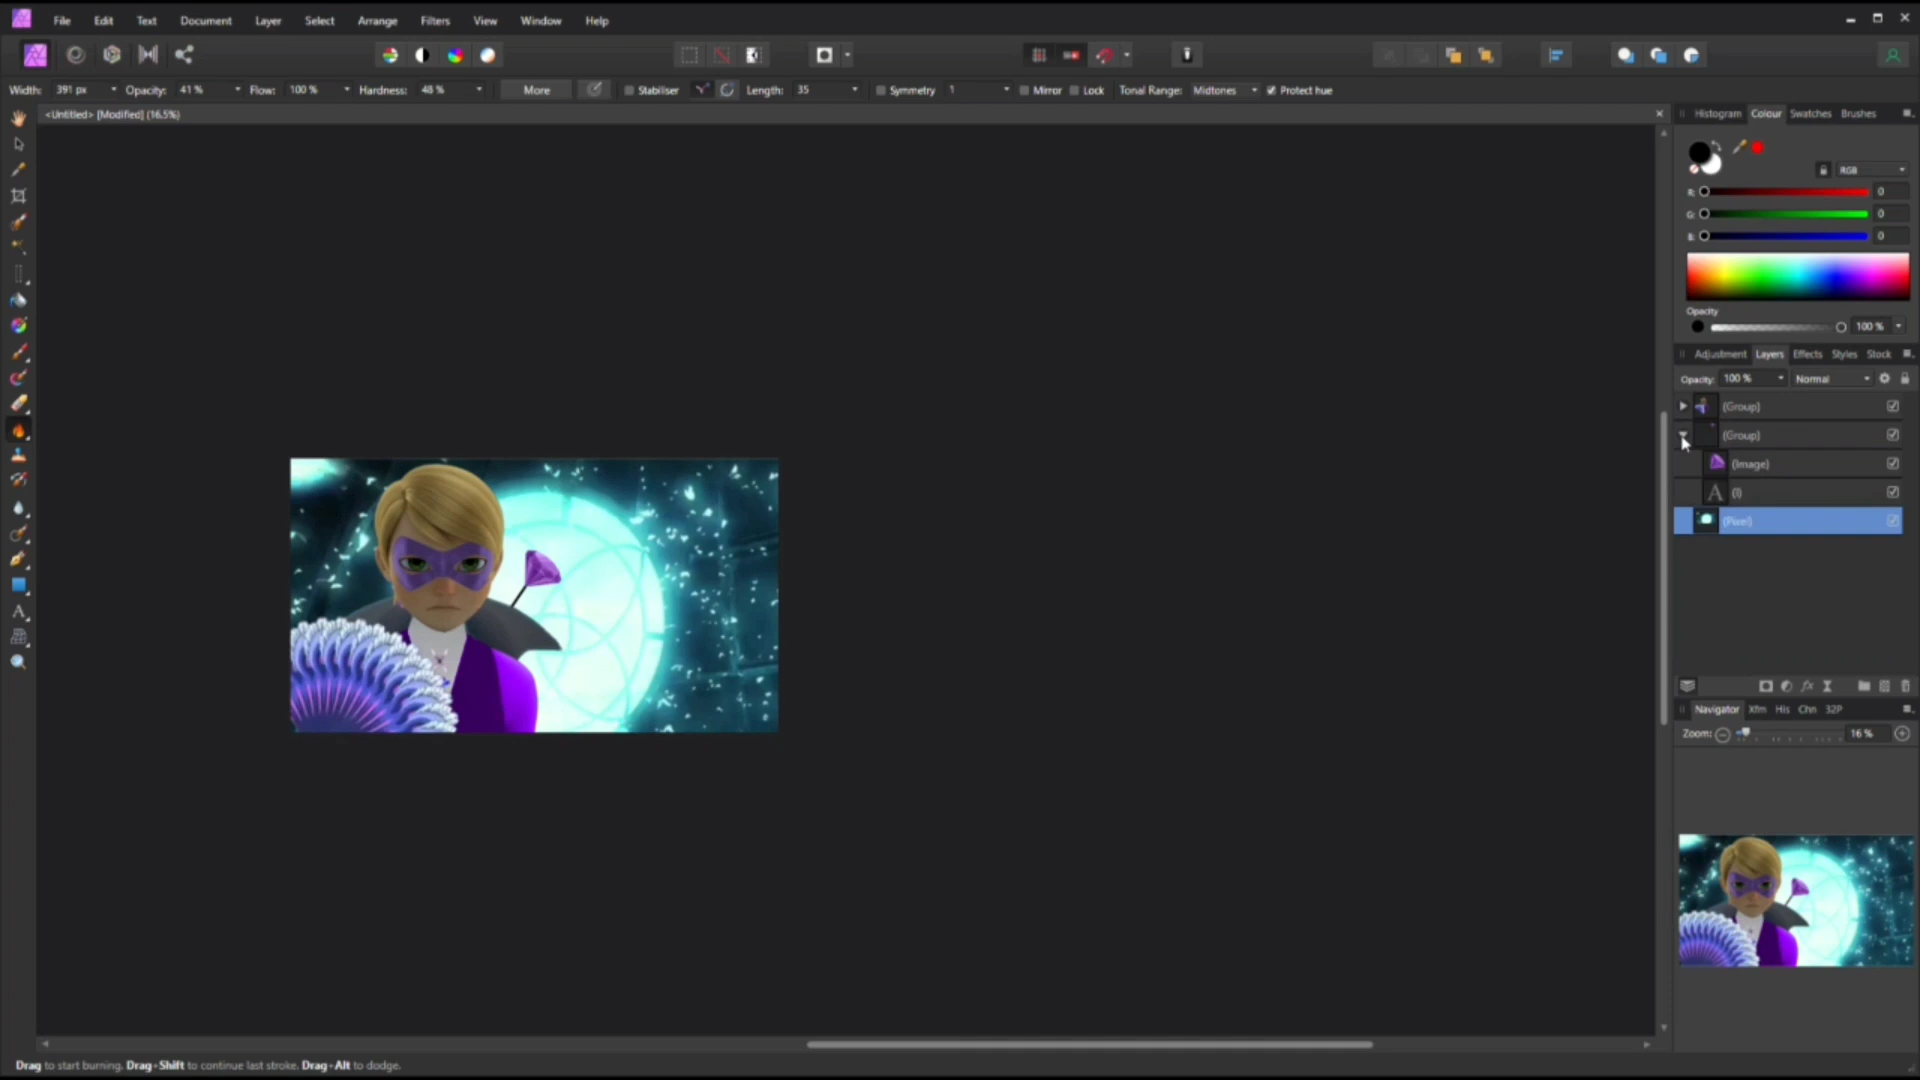 File Edit Text Document Layer Select Arrange Filters View Window Help
Width: 391 px Opacity: 41 % Flow: 100 % Hardness: 48 % More Stabiliser Length: 35 Symmetry 1 Mirror Lock Tonal Range: Midtones Protect hue
<Untitled> [Modified] (16.5%)
Histogram Colour Swatches Brushes
RGB
R: 0
G: 0
B: 0
Opacity
100 %
Adjustment Layers Effects Styles Stock
Opacity: 100 % Normal
(Group)
(Group)
(Image)
A (I)
(Pixel)
fx
Navigator Xfm His Chn 32P
Zoom: 16 %
A
Drag to start burning. Drag+Shift to continue last stroke. Drag+Alt to dodge.